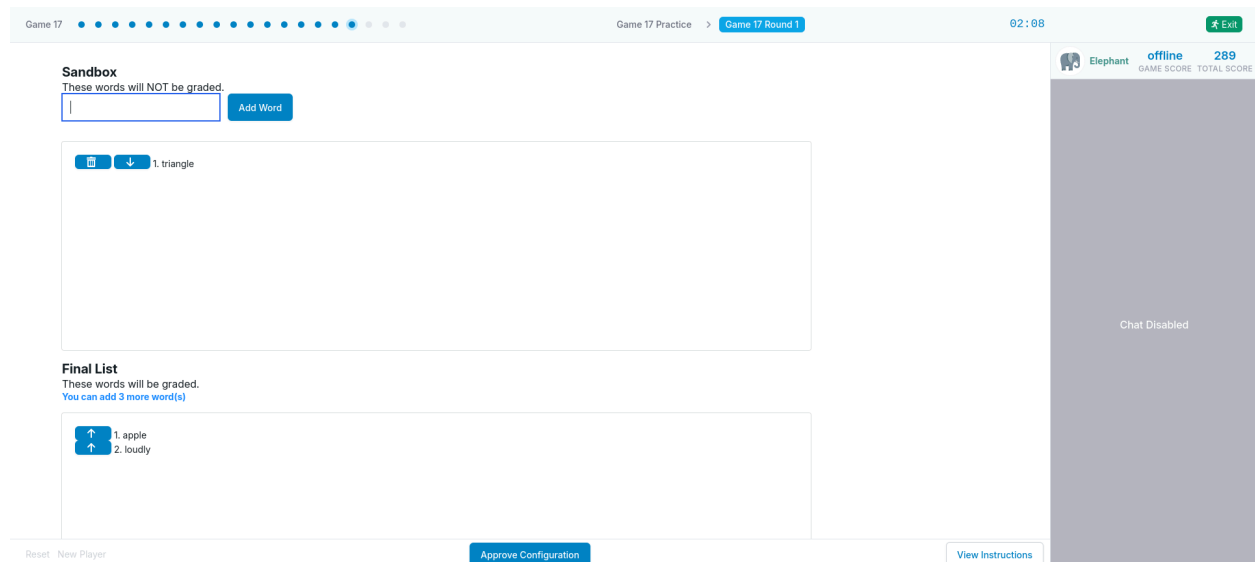 Game 17 Game 17 Practice > Game 17 Round 1 02:08 Exit
Elephant offline 289
GAME SCORE TOTAL SCORE
Sandbox
These words will NOT be graded.
Add Word
1. triangle
Chat Disabled
Final List
These words will be graded.
You can add 3 more word(s)
1. apple
2. loudly
Reset New Player Approve Configuration View Instructions